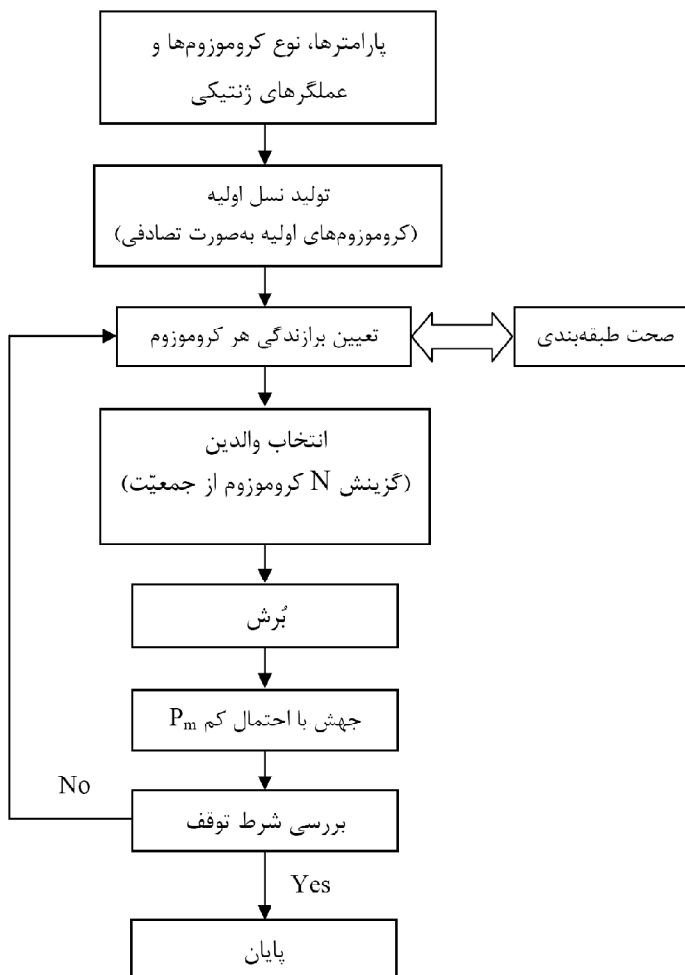 پارامترها، نوع کروموزوم‌ها و
عملگرهای ژنتیکی
تولید نسل اولیه
(کروموزوم‌های اولیه به‌صورت تصادفی)
تعیین برازندگی هر کروموزوم
صحت طبقه‌بندی
انتخاب والدین
(گزینش N کروموزوم از جمعیّت)
بُرش
جهش با احتمال کم Pm
No
بررسی شرط توقف
Yes
پایان